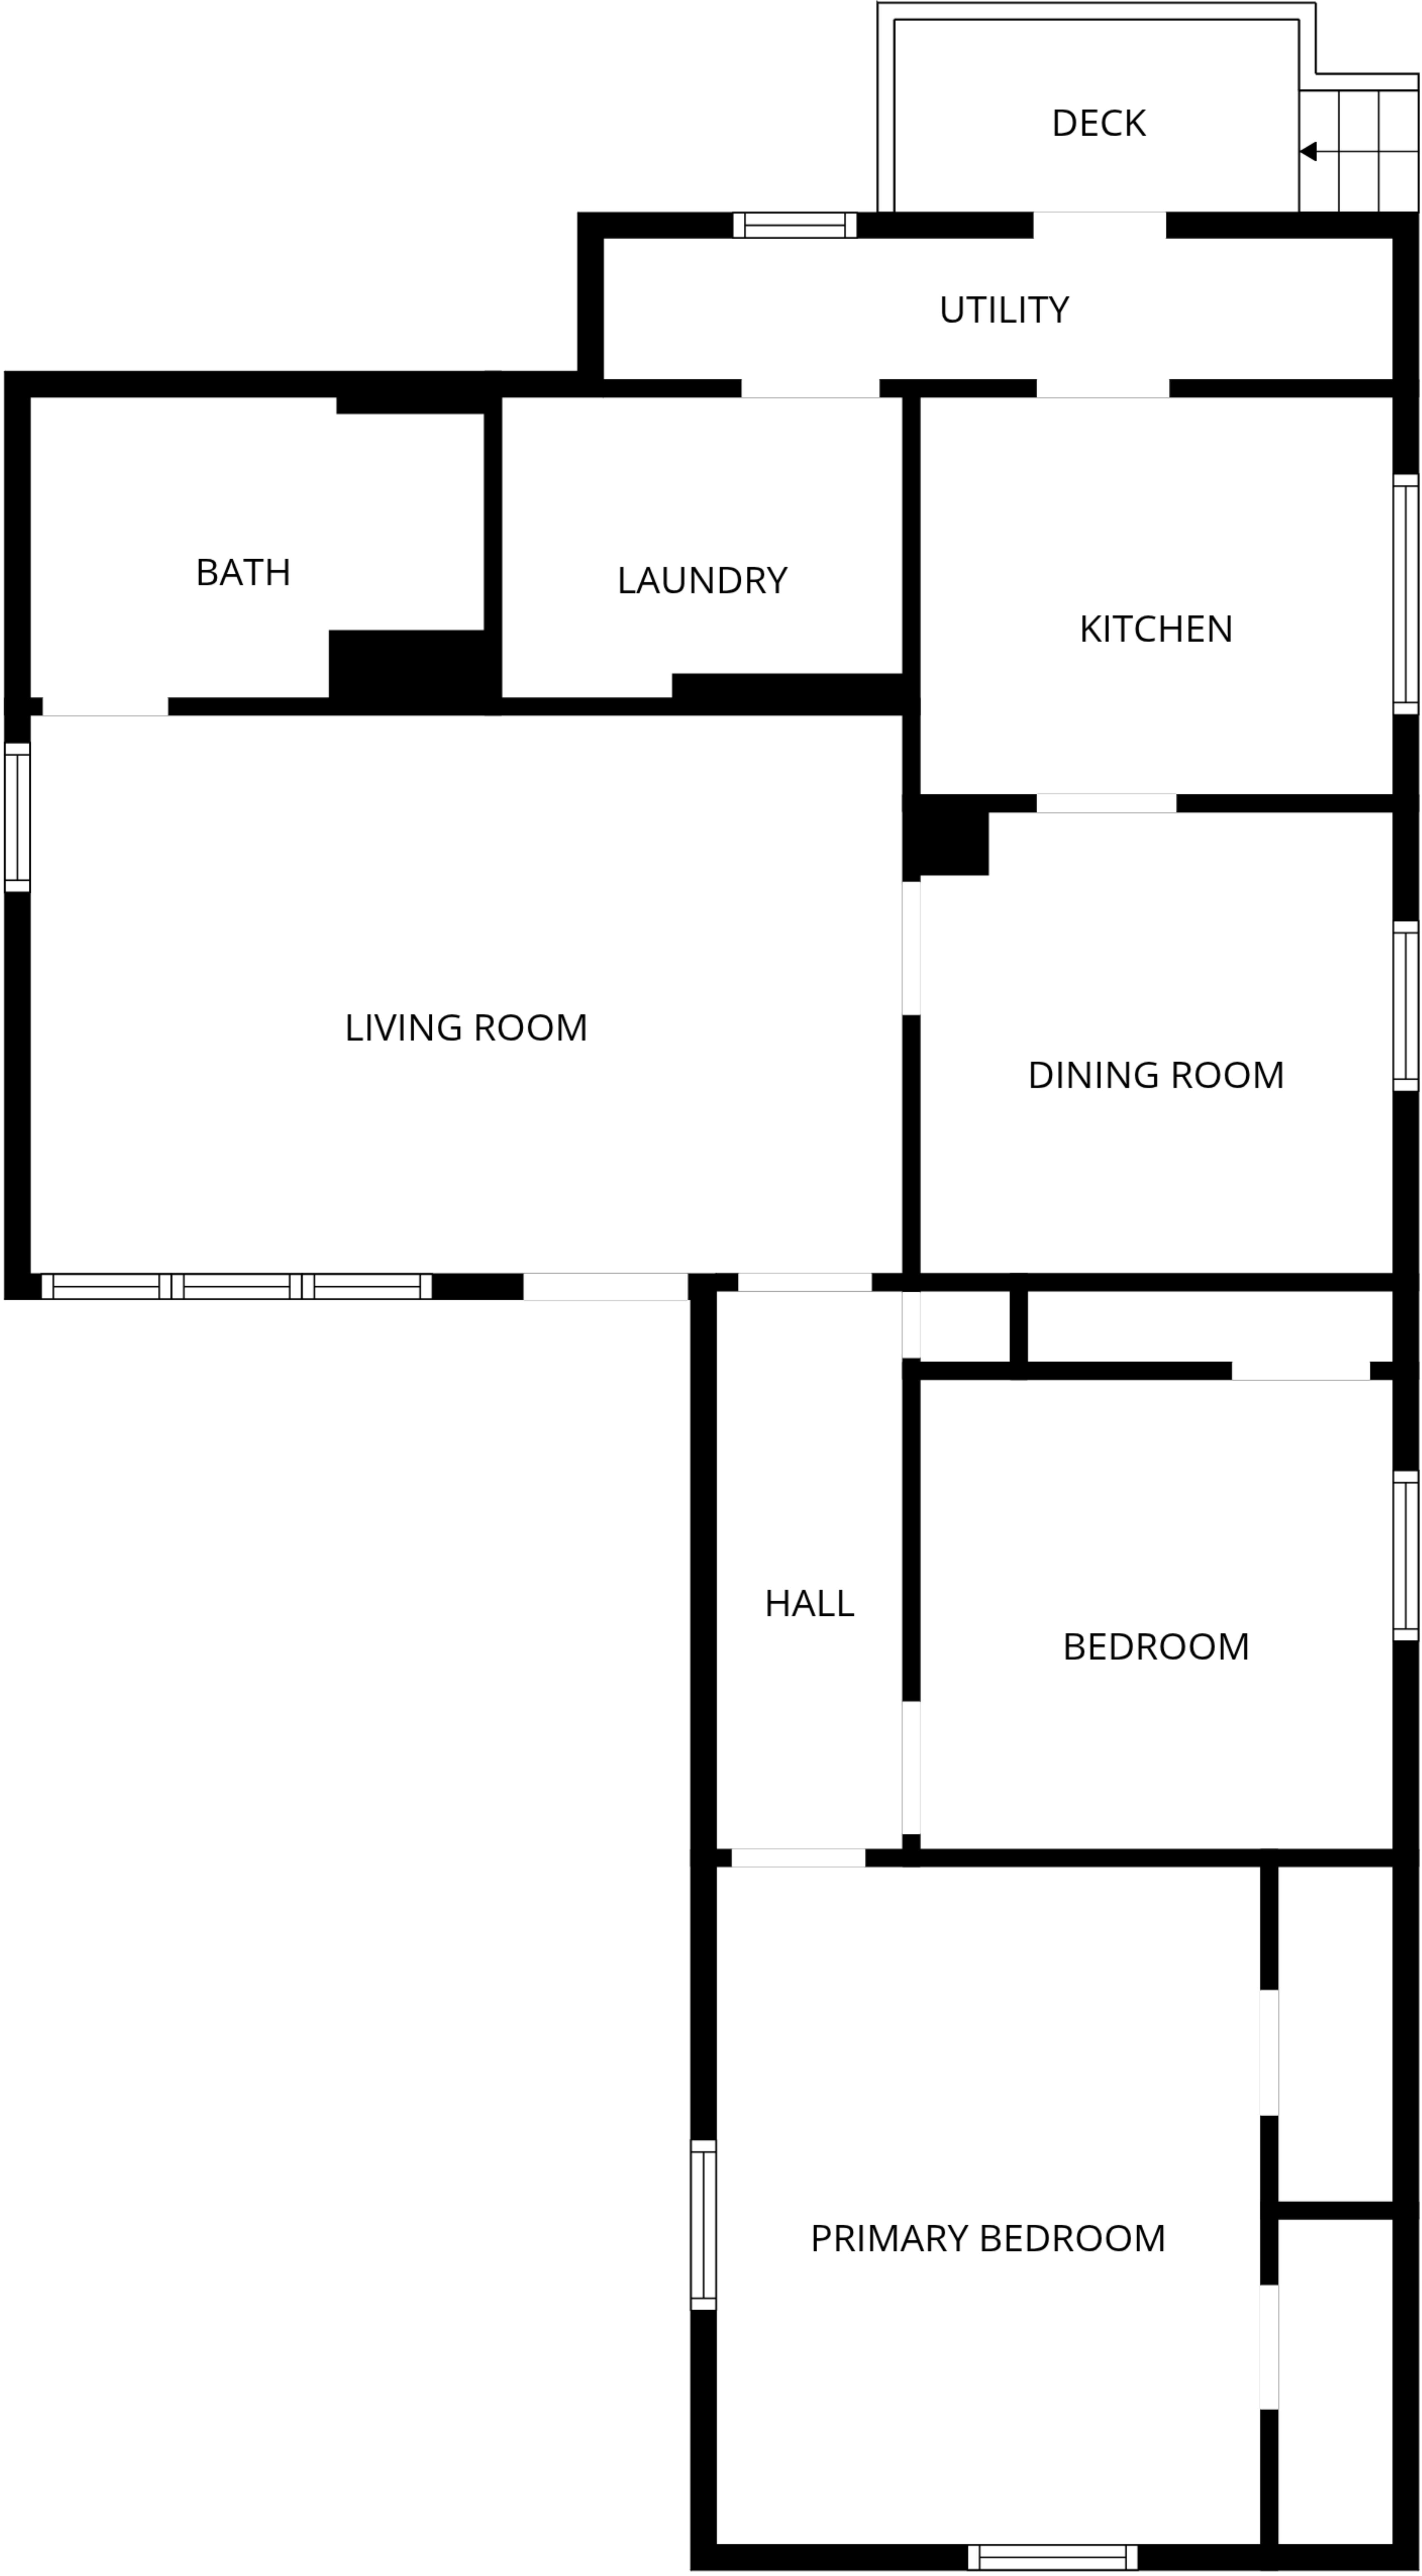 DECK
UTILITY
BATH
LAUNDRY
KITCHEN
LIVING ROOM
DINING ROOM
HALL
BEDROOM
PRIMARY BEDROOM